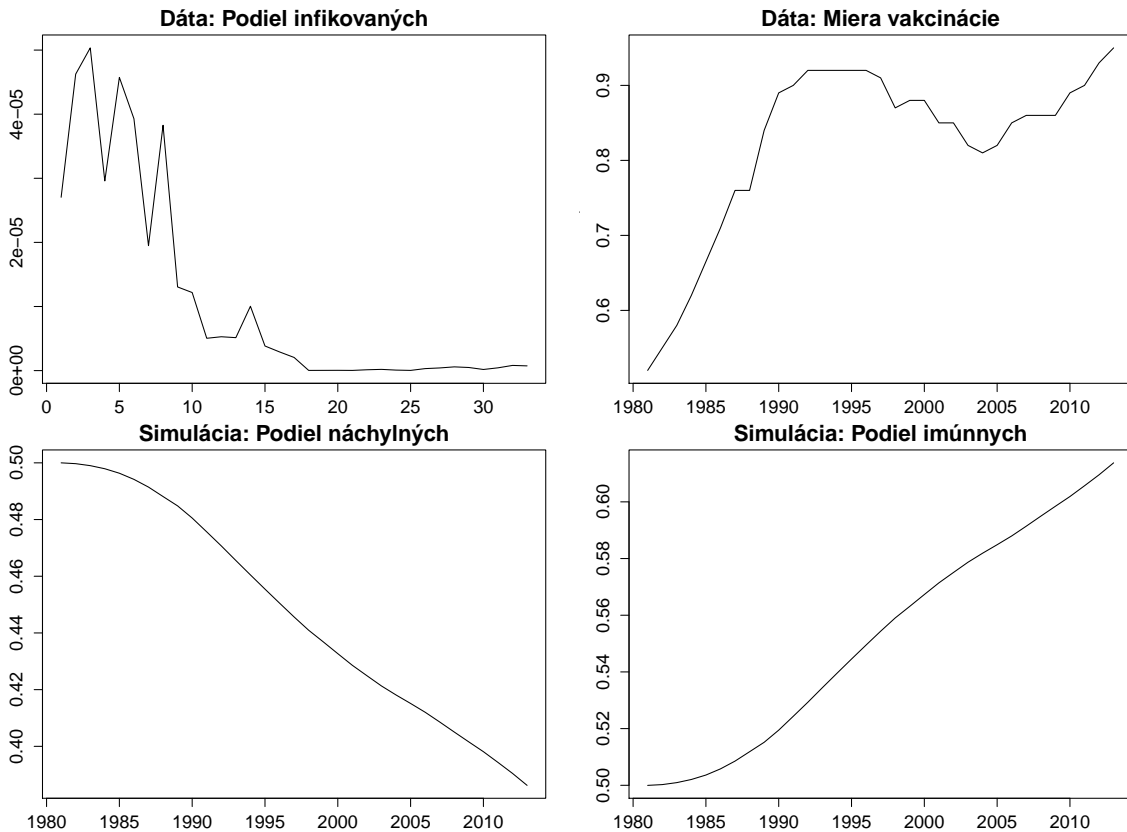 Dáta: Podiel infikovaných
0e+00
2e−05
4e−05
0 5 10 15 20 25 30
Dáta: Miera vakcinácie
0.6
0.7
0.8
0.9
1980 1985 1990 1995 2000 2005 2010
Simulácia: Podiel náchylných
0.40
0.42
0.44
0.46
0.48
0.50
1980 1985 1990 1995 2000 2005 2010
Simulácia: Podiel imúnnych
0.50
0.52
0.54
0.56
0.58
0.60
1980 1985 1990 1995 2000 2005 2010